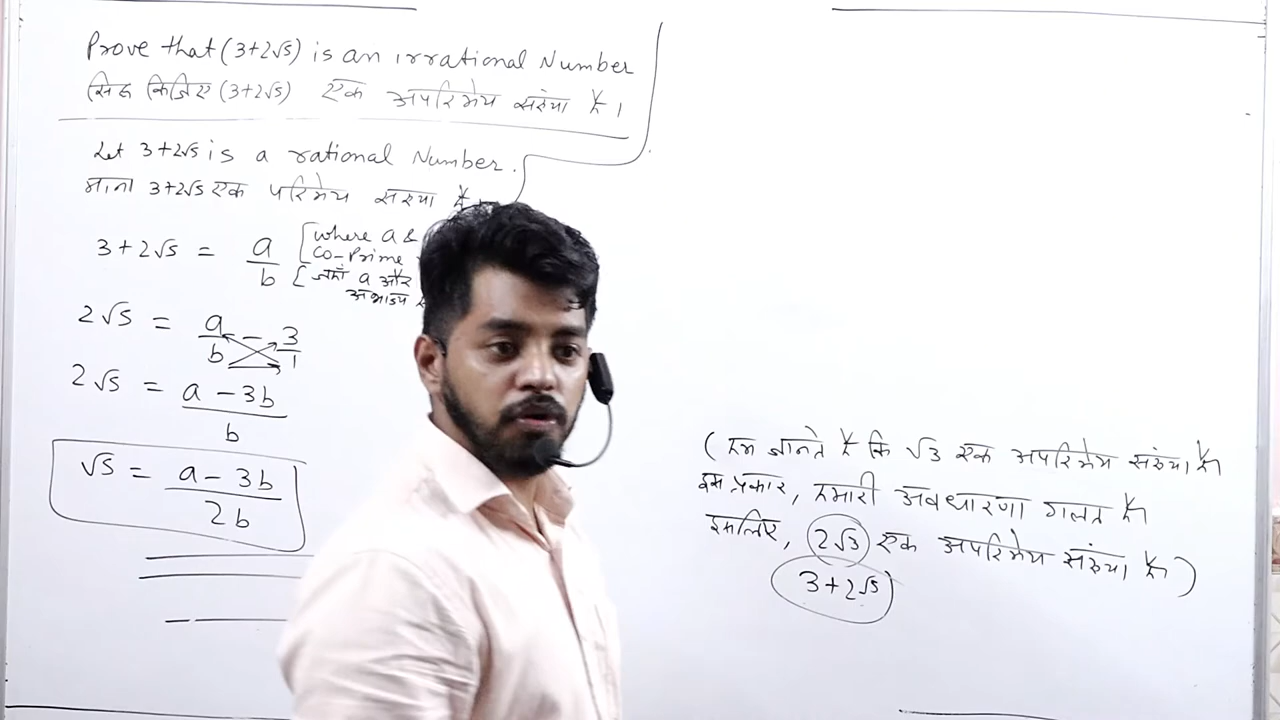 Prove that (3+2√5) is an irrational Number
सिद्ध किजिए (3+2√5) एक अपरिमेय संख्या है।
Let 3+2√5 is a rational Number.
माना 3+2√5 एक परिमेय संख्या है
3+2√5 = a/b [where a &
co-Prime
[जहाँ a और
अभाज्य
2√5 = a/b - 3/1
2√5 = a-3b/b
√5 = a-3b/2b
(हम जानते है कि √3 एक अपरिमेय संख्या है।
इस प्रकार, हमारी अवधारणा गलत है।
इसलिए, 2√3 एक अपरिमेय संख्या है।)
3+2√5